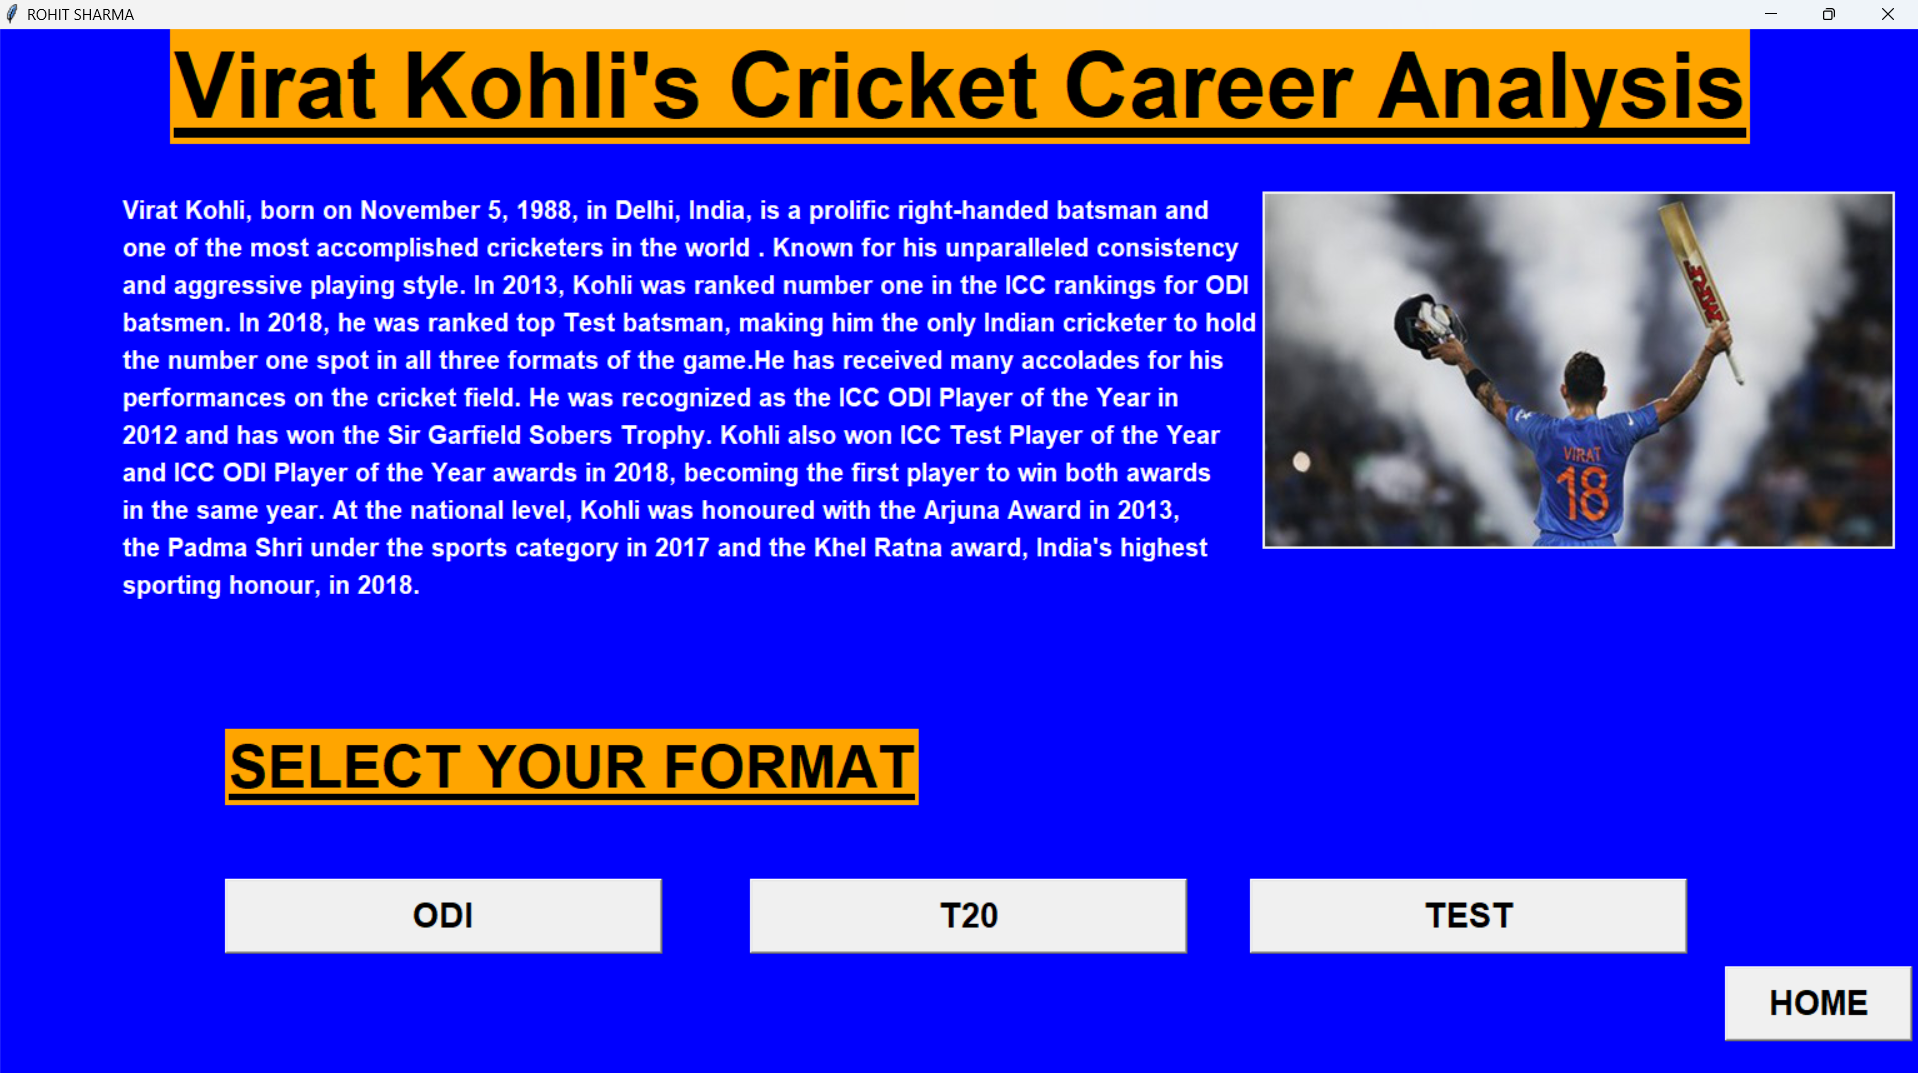 ROHIT SHARMA
Virat Kohli's Cricket Career Analysis
Virat Kohli, born on November 5, 1988, in Delhi, India, is a prolific right-handed batsman and
one of the most accomplished cricketers in the world . Known for his unparalleled consistency
and aggressive playing style. In 2013, Kohli was ranked number one in the ICC rankings for ODI
batsmen. In 2018, he was ranked top Test batsman, making him the only Indian cricketer to hold
the number one spot in all three formats of the game.He has received many accolades for his
performances on the cricket field. He was recognized as the ICC ODI Player of the Year in
2012 and has won the Sir Garfield Sobers Trophy. Kohli also won ICC Test Player of the Year
and ICC ODI Player of the Year awards in 2018, becoming the first player to win both awards
in the same year. At the national level, Kohli was honoured with the Arjuna Award in 2013,
the Padma Shri under the sports category in 2017 and the Khel Ratna award, India's highest
sporting honour, in 2018.
MRF
VIRAT
18
SELECT YOUR FORMAT
ODI
T20
TEST
HOME